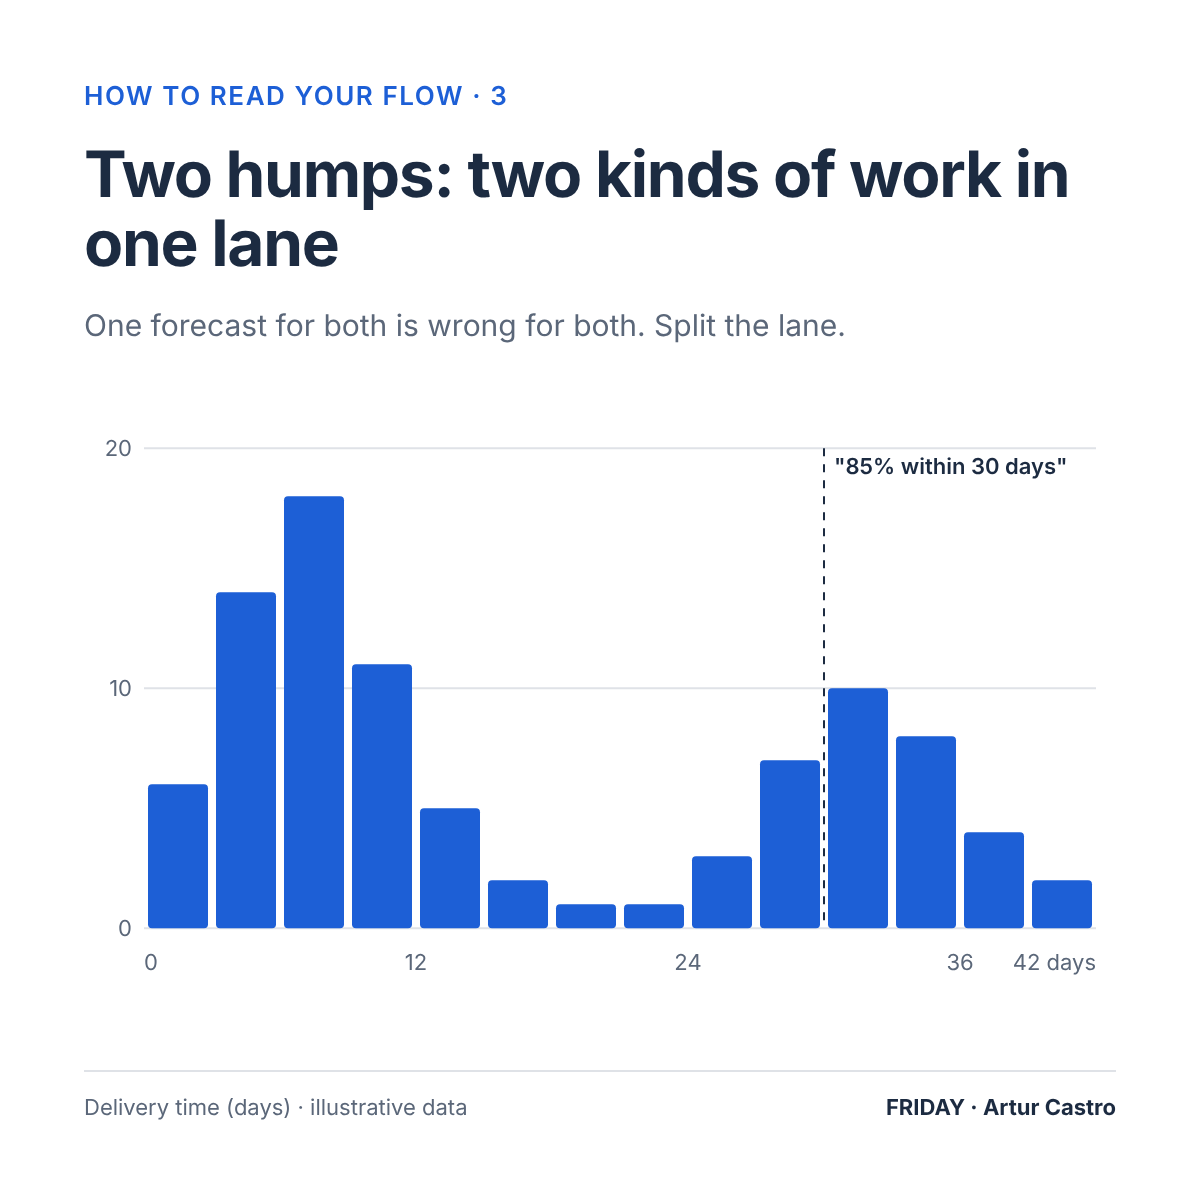 HOW TO READ YOUR FLOW · 3
Two humps: two kinds of work in
one lane
One forecast for both is wrong for both. Split the lane.
20
"85% within 30 days"
10
0
0 12 24 36 42 days
Delivery time (days) · illustrative data
FRIDAY · Artur Castro